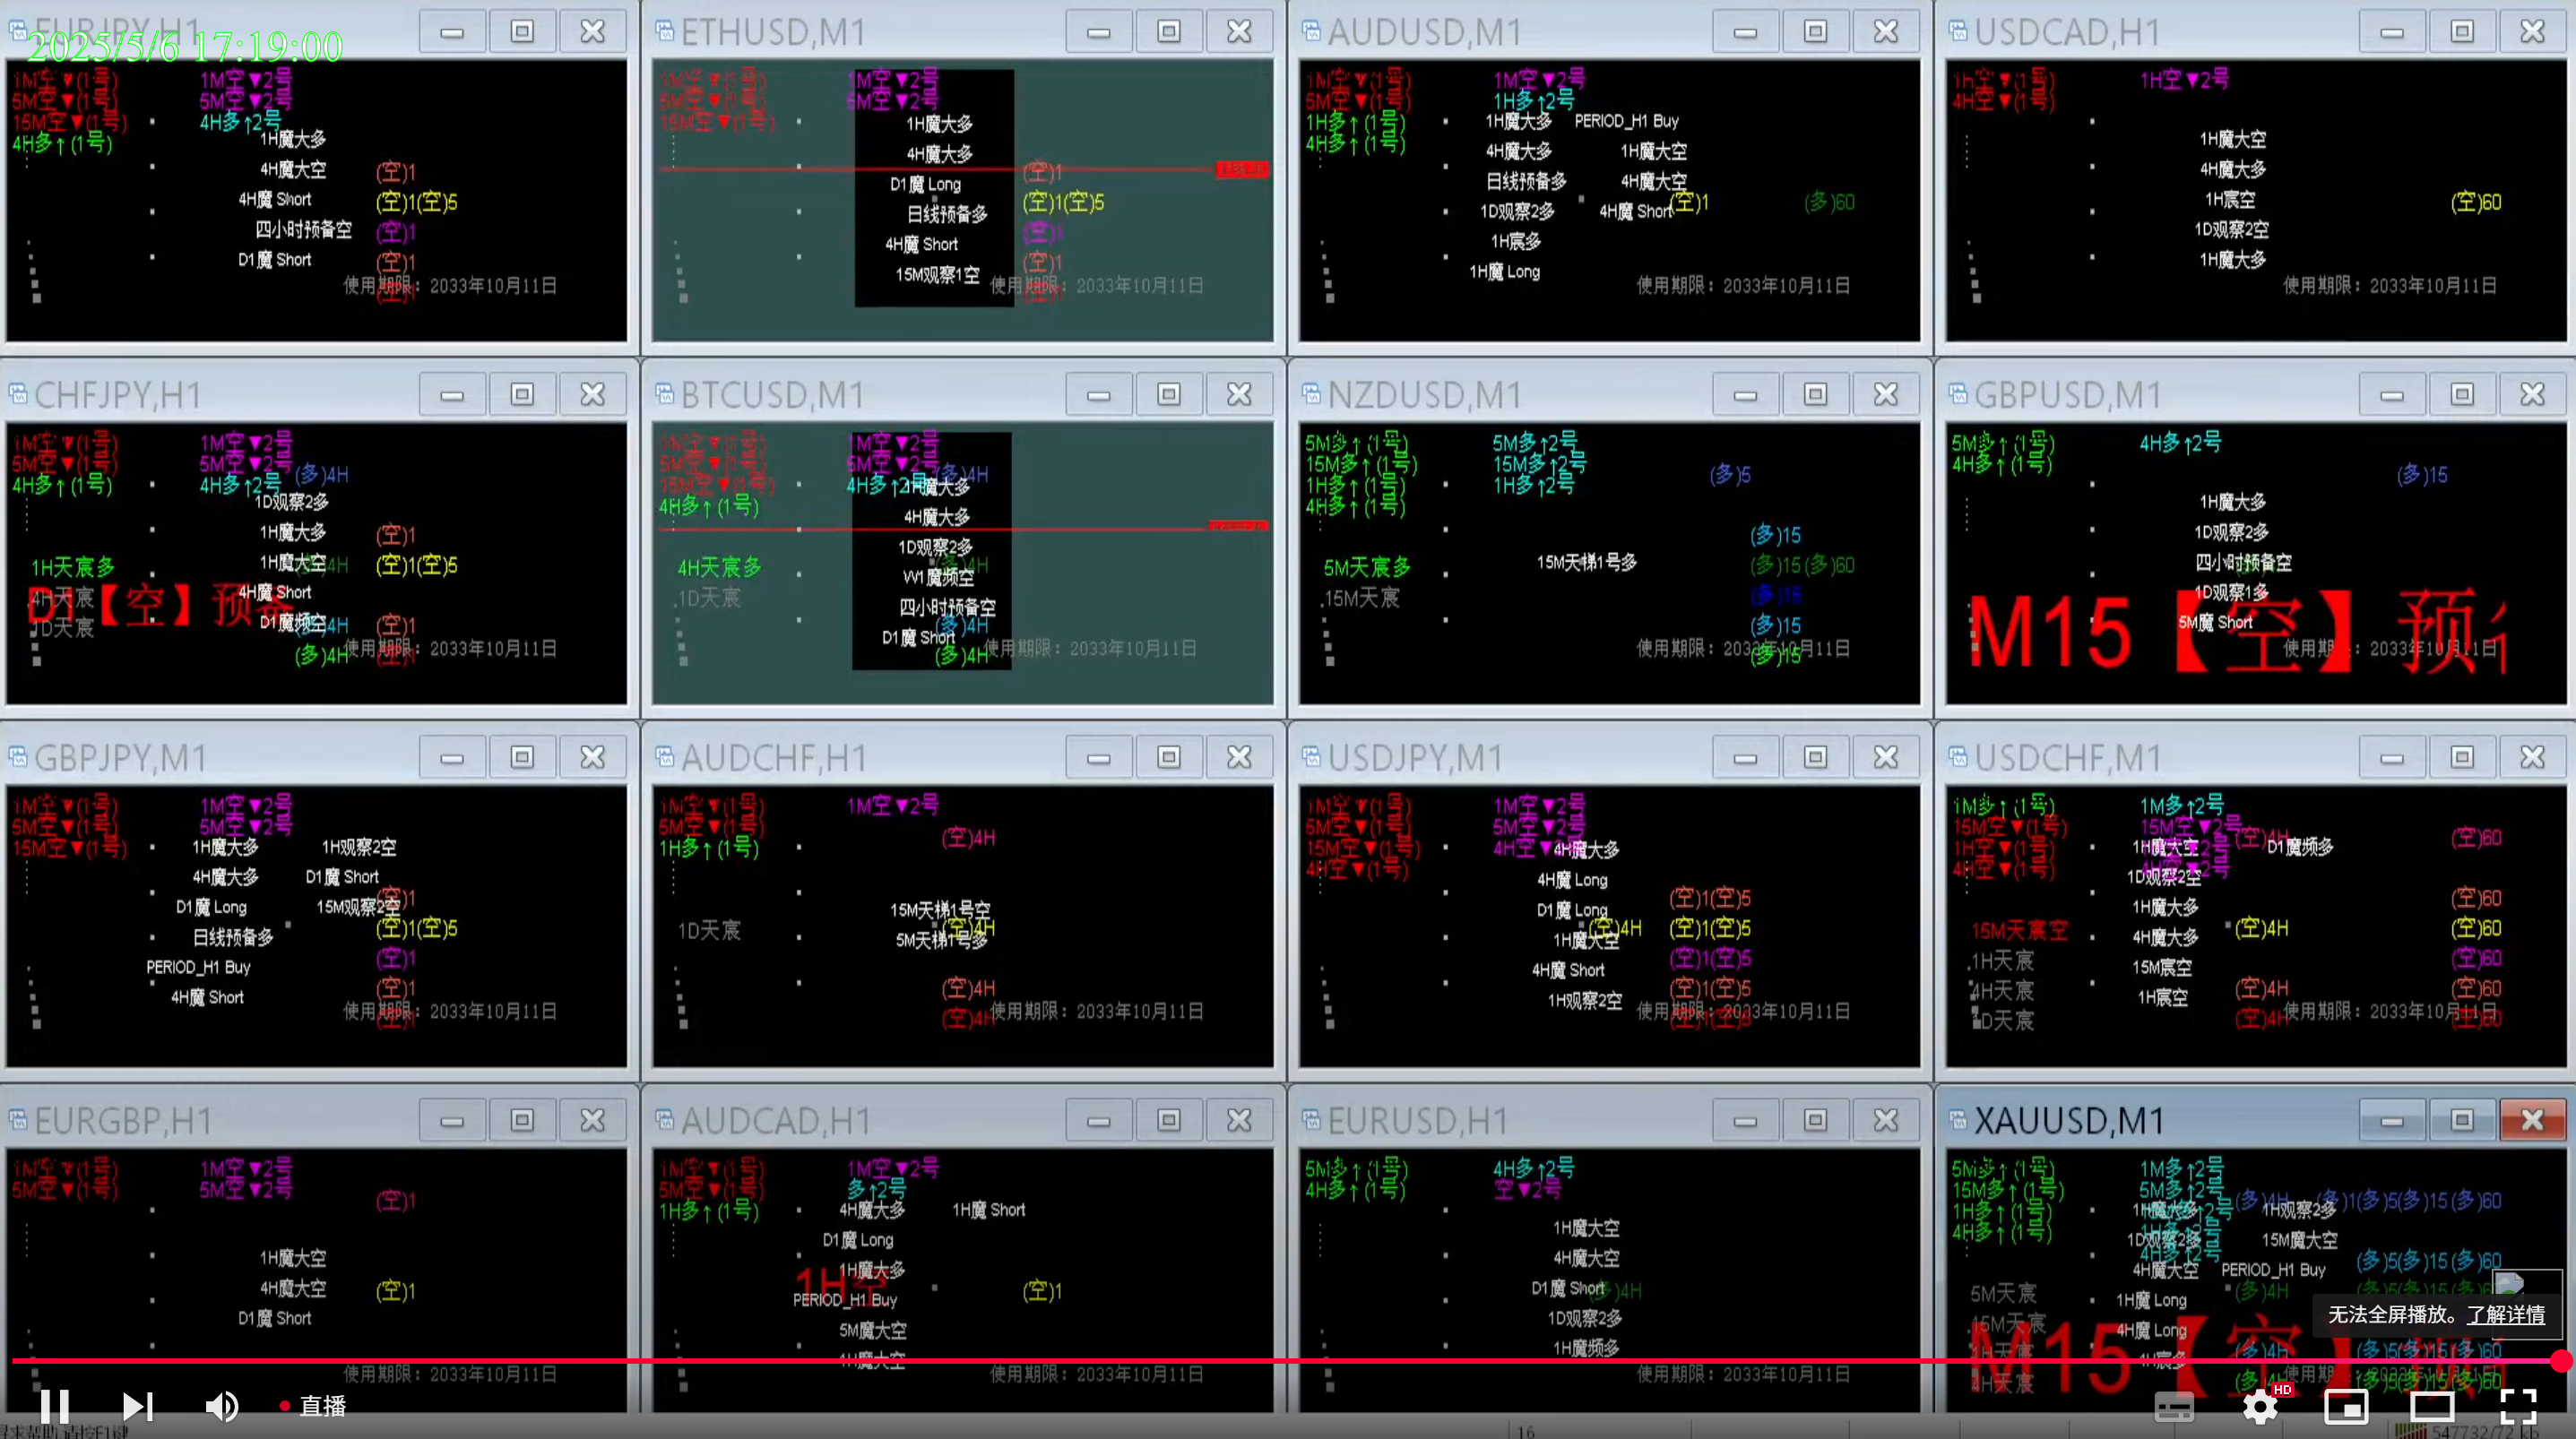 EURJPY,H1
2025/5/6 17:19:00
1M空▼(1号)
5M空▼(1号)
15M空▼(1号)
4H多↑(1号)
1M空▼2号
5M空▼2号
4H多↑2号
1H魔大多
4H魔大空
4H魔 Short
四小时预备空
D1魔 Short
(空)1
(空)1(空)5
(空)1
(空)1
使用期限：2033年10月11日
ETHUSD,M1
1M空▼(1号)
5M空▼(1号)
15M空▼(1号)
1M空▼2号
5M空▼2号
1H魔大多
4H魔大多
D1魔 Long
日线预备多
4H魔 Short
15M观察1空
(空)1
(空)1(空)5
(空)1
(空)1
使用期限：2033年10月11日
AUDUSD,M1
1M空▼(1号)
5M空▼(1号)
1H多↑(1号)
4H多↑(1号)
1M空▼2号
1H多↑2号
1H魔大多 PERIOD_H1 Buy
4H魔大多 1H魔大空
日线预备多 4H魔大空
1D观察2多 4H魔 Short
1H宸多
1H魔 Long
(空)1
(多)60
使用期限：2033年10月11日
USDCAD,H1
1h空▼(1号)
4H空▼(1号)
1H空▼2号
1H魔大空
4H魔大多
1H宸空
1D观察2空
1H魔大多
(空)60
使用期限：2033年10月11日
CHFJPY,H1
1M空▼(1号)
5M空▼(1号)
4H多↑(1号)
1M空▼2号
5M空▼2号
4H多↑2号
(多)4H
1D观察2多
1H魔大多
1H魔大空
4H魔 Short
D1魔频空
(空)1
(空)1(空)5
(空)1
1H天宸多
4H天宸
1D天宸
D1【空】预备
(多)4H
使用期限：2033年10月11日
BTCUSD,M1
1M空▼(1号)
5M空▼(1号)
15M空▼(1号)
4H多↑(1号)
1M空▼2号
5M空▼2号
4H多↑2号
(多)4H
1H魔大多
4H魔大多
1D观察2多
W1魔频空
四小时预备空
D1魔 Short
4H天宸多
1D天宸
(多)4H
(多)4H
使用期限：2033年10月11日
NZDUSD,M1
5M多↑(1号)
15M多↑(1号)
1H多↑(1号)
4H多↑(1号)
5M多↑2号
15M多↑2号
1H多↑2号
(多)5
15M天梯1号多
(多)15
(多)15(多)60
(多)15
(多)15
(多)15
5M天宸多
15M天宸
使用期限：2033年10月11日
GBPUSD,M1
5M多↑(1号)
4H多↑(1号)
4H多↑2号
(多)15
1H魔大多
1D观察2多
四小时预备空
1D观察1多
5M魔 Short
M15【空】预
使用期限：2033年10月11日
GBPJPY,M1
1M空▼(1号)
5M空▼(1号)
15M空▼(1号)
1M空▼2号
5M空▼2号
1H魔大多 1H观察2空
4H魔大多 D1魔 Short
D1魔 Long 15M观察2空
日线预备多
PERIOD_H1 Buy
4H魔 Short
(空)1
(空)1(空)5
(空)1
(空)1
使用期限：2033年10月11日
AUDCHF,H1
1M空▼(1号)
5M空▼(1号)
1H多↑(1号)
1M空▼2号
(空)4H
15M天梯1号空
(空)4H
5M天梯1号多
1D天宸
(空)4H
(空)4H
使用期限：2033年10月11日
USDJPY,M1
1M空▼(1号)
5M空▼(1号)
15M空▼(1号)
4H空▼(1号)
1M空▼2号
5M空▼2号
4H空▼2号
4H魔大多
4H魔 Long
D1魔 Long
1H魔大空
4H魔 Short
1H观察2空
(空)4H
(空)1(空)5
(空)1(空)5
(空)1(空)5
(空)1(空)5
使用期限：2033年10月11日
USDCHF,M1
1M多↑(1号)
15M空▼(1号)
1H空▼(1号)
4H空▼(1号)
1M多↑2号
15M空▼2号
(空)4H
(空)60
1H魔大空 D1魔频多
1D观察2空
1H魔大多
4H魔大多
15M宸空
1H宸空
15M天宸空
1H天宸
4H天宸
1D天宸
(空)4H
(空)4H
(空)4H
(空)60
(空)60
(空)60
(空)60
使用期限：2033年10月11日
EURGBP,H1
1M空▼(1号)
5M空▼(1号)
1M空▼2号
5M空▼2号
(空)1
1H魔大空
4H魔大空
D1魔 Short
(空)1
使用期限：2033年10月11日
AUDCAD,H1
1M空▼(1号)
5M空▼(1号)
1H多↑(1号)
1M空▼2号
多↑2号
4H魔大多 1H魔 Short
D1魔 Long
1H魔大多
1H空
PERIOD_H1 Buy
5M魔大空
1H魔大空
(空)1
使用期限：2033年10月11日
EURUSD,H1
5M多↑(1号)
4H多↑(1号)
4H多↑2号
空▼2号
1H魔大空
4H魔大空
D1魔 Short
(多)4H
1D观察2多
1H魔频多
使用期限：2033年10月11日
XAUUSD,M1
5M多↑(1号)
15M多↑(1号)
1H多↑(1号)
4H多↑(1号)
1M多↑2号
5M多↑2号
(多)4H
(多)1(多)5(多)15(多)60
1H观察2多
1D观察2多 15M魔大空
(多)5(多)15(多)60
4H魔大空 PERIOD_H1 Buy
1H魔 Long
4H魔 Long
5M天宸
15M天宸
4H天宸
M15【空】
无法全屏播放。了解详情
直播
HD
16
547732/72 kb